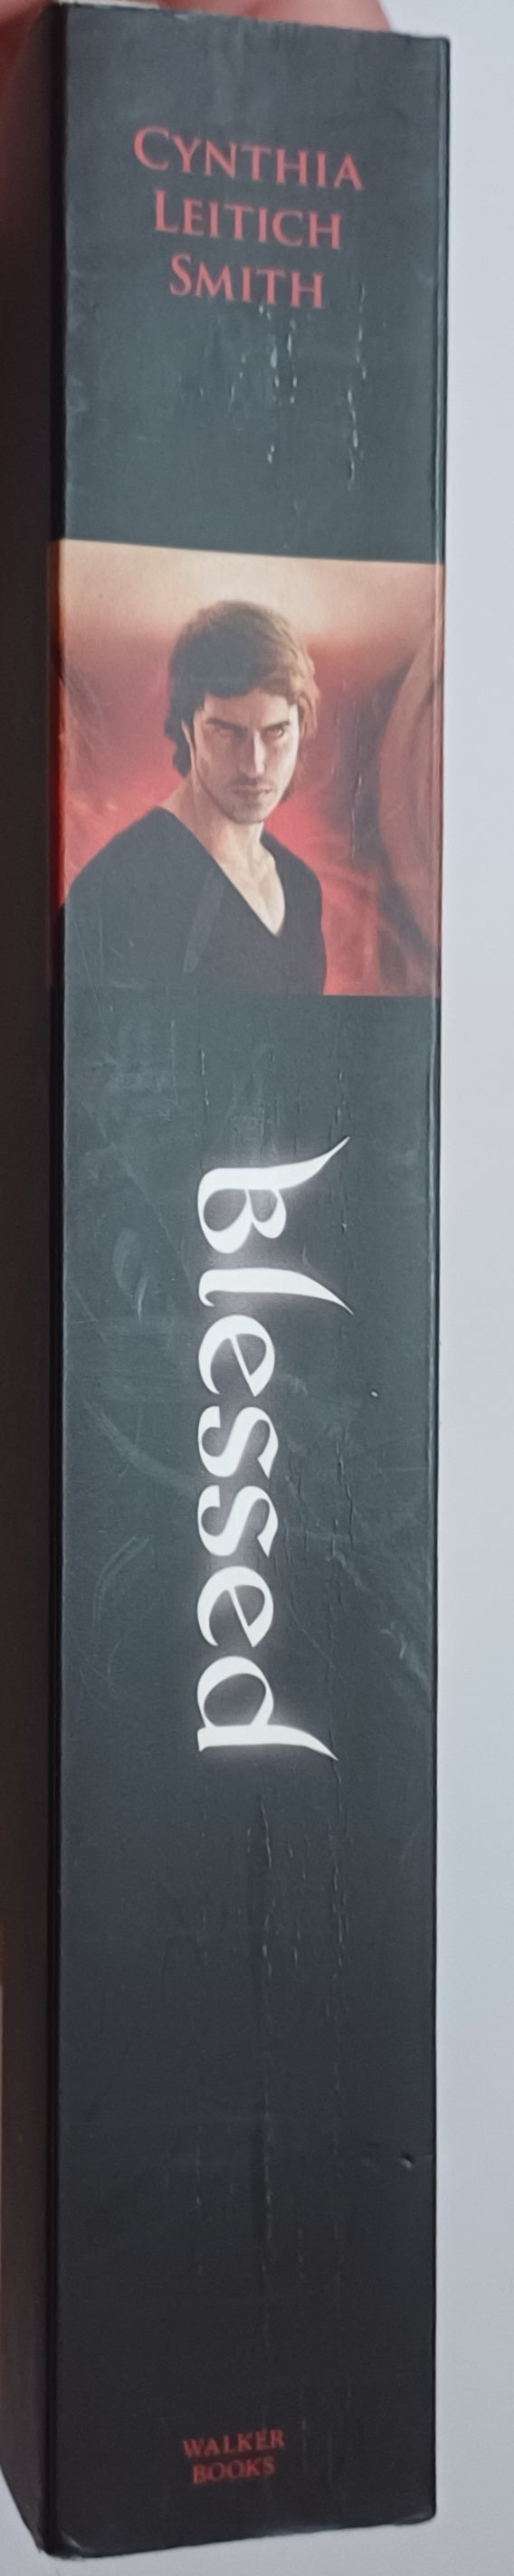 CYNTHIA
LEITICH
SMITH
Blessed
WALKER
BOOKS